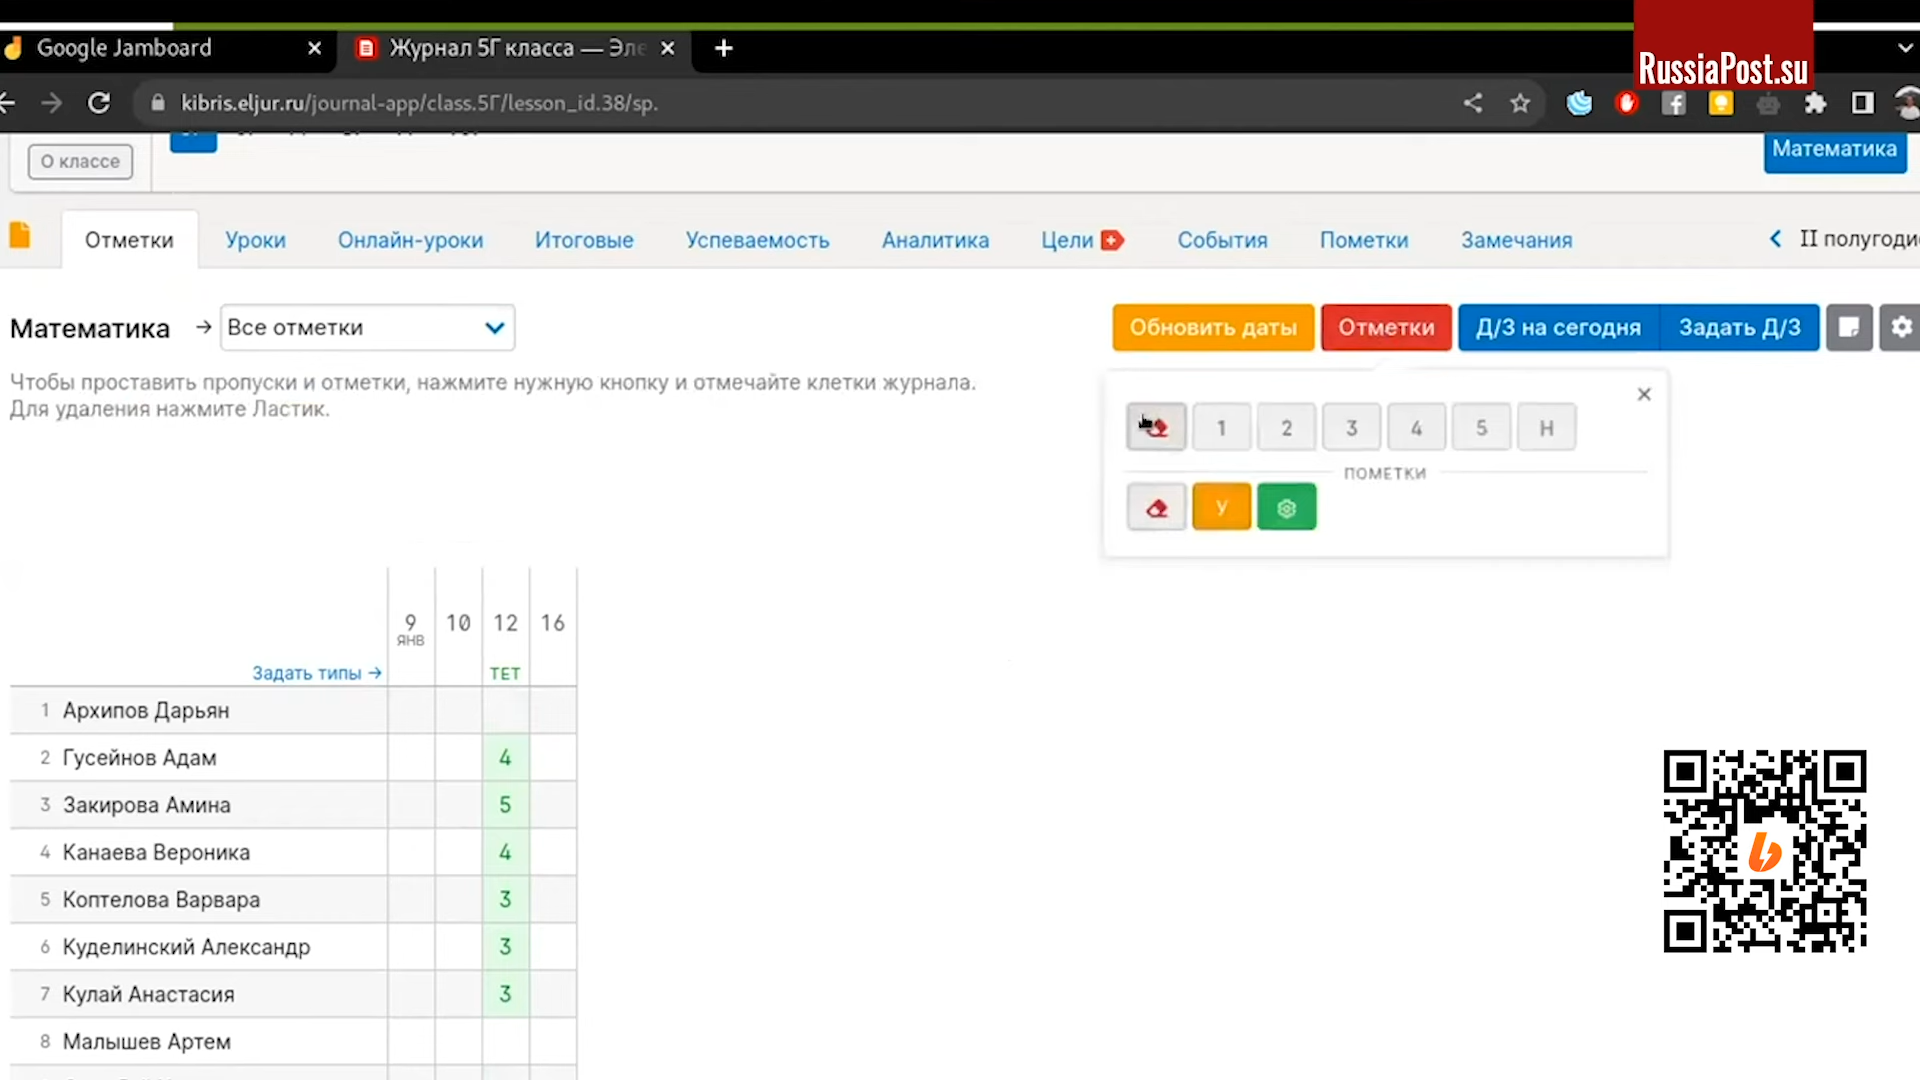 Google Jamboard
Журнал 5Г класса — Эле
RussiaPost.su
kibris.eljur.ru/journal-app/class.5Г/lesson_id.38/sp.
О классе
Математика
Отметки Уроки Онлайн-уроки Итоговые Успеваемость Аналитика Цели События Пометки Замечания II полугодие
Математика → Все отметки
Обновить даты Отметки Д/З на сегодня Задать Д/З
Чтобы проставить пропуски и отметки, нажмите нужную кнопку и отмечайте клетки журнала.
Для удаления нажмите Ластик.
1 2 3 4 5 Н
ПОМЕТКИ
У
9 10 12 16
ЯНВ
Задать типы → ТЕТ
1 Архипов Дарьян
2 Гусейнов Адам 4
3 Закирова Амина 5
4 Канаева Вероника 4
5 Коптелова Варвара 3
6 Куделинский Александр 3
7 Кулай Анастасия 3
8 Малышев Артем